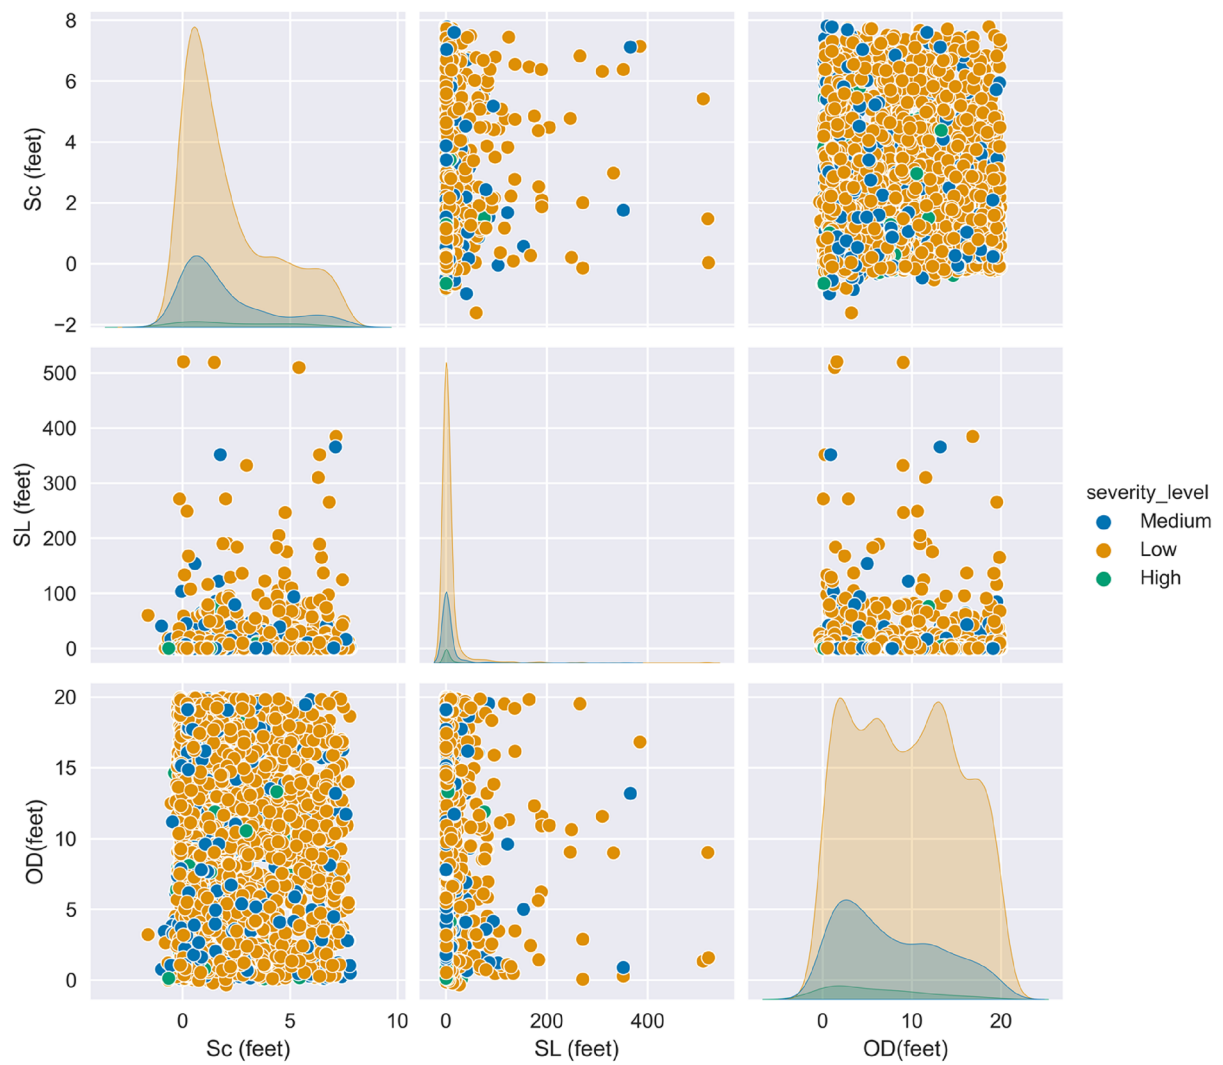 8
6
4
2
0
−2
Sc (feet)
500
400
300
200
100
0
SL (feet)
severity_level
Medium
Low
High
20
15
10
5
0
OD(feet)
0 5 10
0 200 400
0 10 20
Sc (feet) SL (feet) OD(feet)